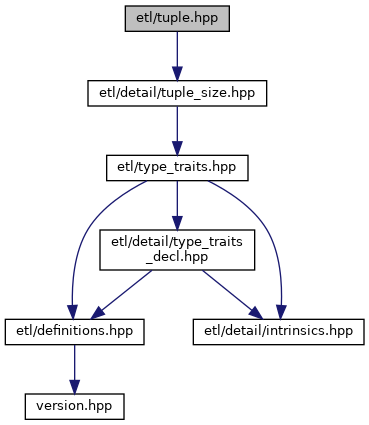 etl/tuple.hpp
etl/detail/tuple_size.hpp
etl/type_traits.hpp
etl/detail/type_traits
_decl.hpp
etl/definitions.hpp
etl/detail/intrinsics.hpp
version.hpp